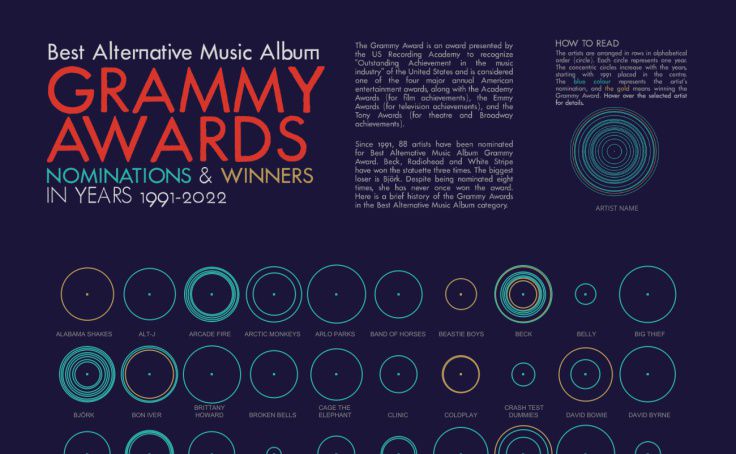 Best Alternative Music Album
GRAMMY
AWARDS
NOMINATIONS & WINNERS
IN YEARS 1991-2022
The Grammy Award is an award presented by
the US Recording Academy to recognize
"Outstanding Achievement in the music
industry" of the United States and is considered
one of the four major annual American
entertainment awards, along with the Academy
Awards (for film achievements), the Emmy
Awards (for television achievements), and the
Tony Awards (for theatre and Broadway
achievements).
Since 1991, 88 artists have been nominated
for Best Alternative Music Album Grammy
Award. Beck, Radiohead and White Stripe
have won the statuette three times. The biggest
loser is Björk. Despite being nominated eight
times, she has never once won the award.
Here is a brief history of the Grammy Awards
in the Best Alternative Music Album category.
HOW TO READ
The artists are arranged in rows in alphabetical
order (circle). Each circle represents one year.
The concentric circles increase with the years,
starting with 1991 placed in the centre.
The blue colour represents the artist's
nomination, and the gold means winning the
Grammy Award. Hover over the selected artist
for details.
ARTIST NAME
ALABAMA SHAKES ALT-J ARCADE FIRE ARCTIC MONKEYS ARLO PARKS BAND OF HORSES BEASTIE BOYS BECK BELLY BIG THIEF
BJÖRK BON IVER BRITTANY HOWARD BROKEN BELLS CAGE THE ELEPHANT CLINIC COLDPLAY CRASH TEST DUMMIES DAVID BOWIE DAVID BYRNE